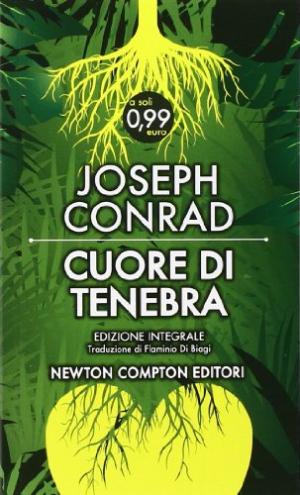 a soli
0,99
euro
JOSEPH
CONRAD
CUORE DI
TENEBRA
EDIZIONE INTEGRALE
Traduzione di Flaminio Di Biagi
NEWTON COMPTON EDITORI